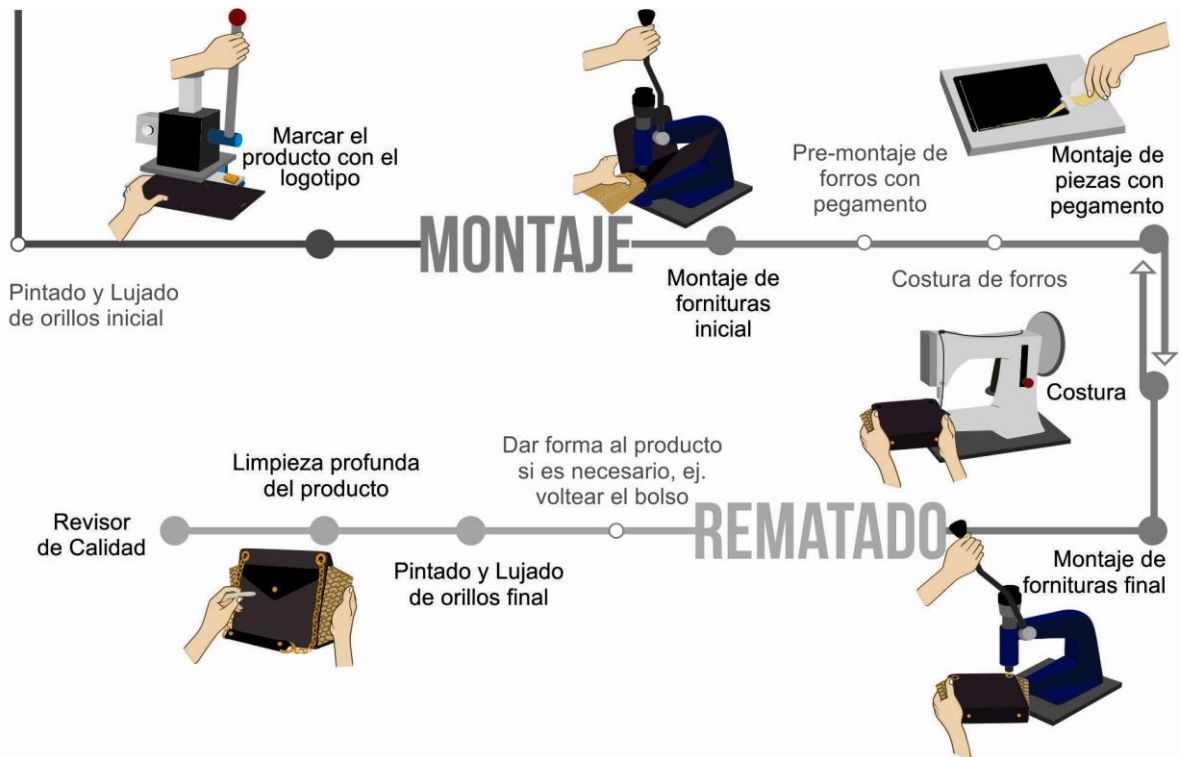 Marcar el
producto con el
logotipo
Pintado y Lujado
de orillos inicial
MONTAJE
Montaje de
fornituras
inicial
Pre-montaje de
forros con
pegamento
Costura de forros
Montaje de
piezas con
pegamento
Costura
Montaje de
fornituras final
REMATADO
Dar forma al producto
si es necesario, ej.
voltear el bolso
Pintado y Lujado
de orillos final
Limpieza profunda
del producto
Revisor
de Calidad